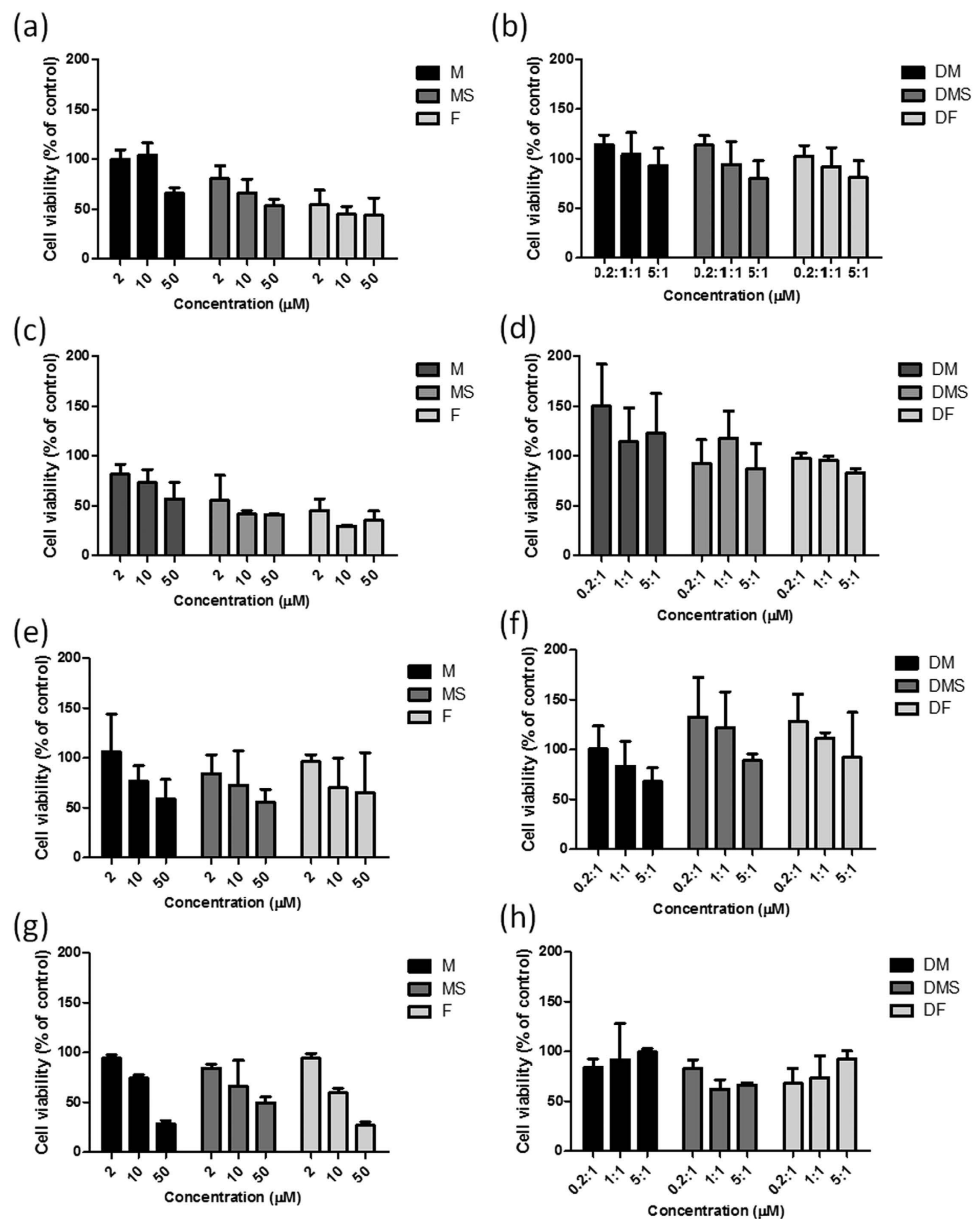 (a)
Cell viability (% of control)
200
150
100
50
0
2 10 50 2 10 50 2 10 50
Concentration (μM)
M
MS
F
(b)
Cell viability (% of control)
200
150
100
50
0
0.2:1 1:1 5:1 0.2:1 1:1 5:1 0.2:1 1:1 5:1
Concentration (μM)
DM
DMS
DF
(c)
Cell viability (% of control)
200
150
100
50
0
2 10 50 2 10 50 2 10 50
Concentration (μM)
M
MS
F
(d)
Cell viability (% of control)
200
150
100
50
0
0.2:1 1:1 5:1 0.2:1 1:1 5:1 0.2:1 1:1 5:1
Concentration (μM)
DM
DMS
DF
(e)
Cell viability (% of control)
200
150
100
50
0
2 10 50 2 10 50 2 10 50
Concentration (μM)
M
MS
F
(f)
Cell viability (% of control)
200
150
100
50
0
0.2:1 1:1 5:1 0.2:1 1:1 5:1 0.2:1 1:1 5:1
Concentration (μM)
DM
DMS
DF
(g)
Cell viability (% of control)
200
150
100
50
0
2 10 50 2 10 50 2 10 50
Concentration (μM)
M
MS
F
(h)
Cell viability (% of control)
200
150
100
50
0
0.2:1 1:1 5:1 0.2:1 1:1 5:1 0.2:1 1:1 5:1
Concentration (μM)
DM
DMS
DF